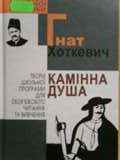 Гнат
Хоткевич
КАМІННА
ДУША
ТВОРИ
ШКІЛЬНОЇ
ПРОГРАМИ
ДЛЯ
ОБОВ'ЯЗКОВОГО
ЧИТАННЯ
ТА ВИВЧЕННЯ